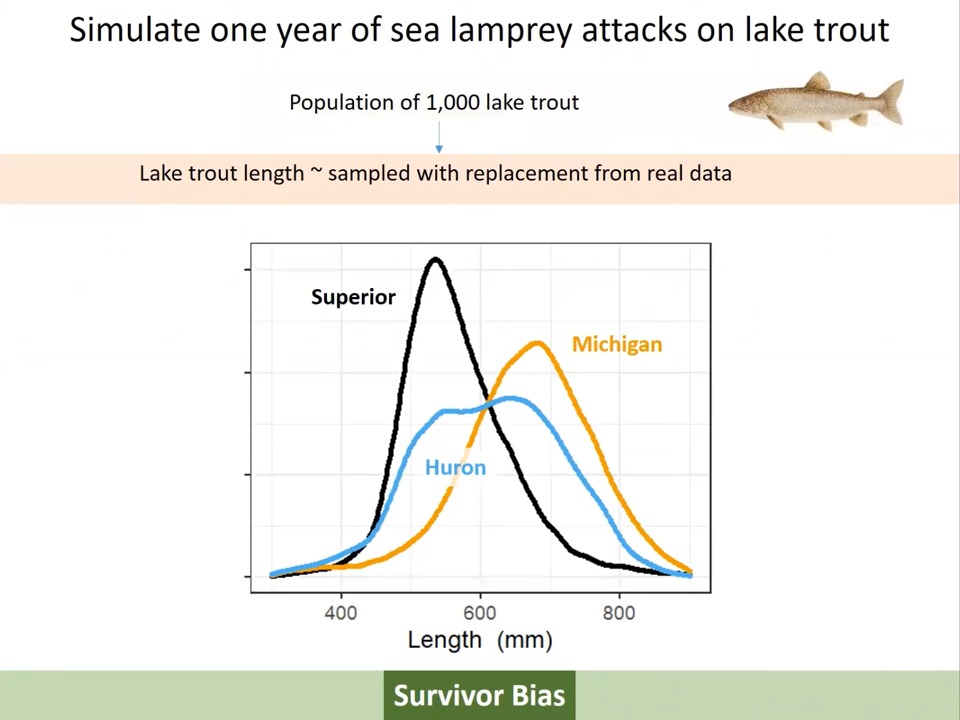 Simulate one year of sea lamprey attacks on lake trout
Population of 1,000 lake trout
Lake trout length ~ sampled with replacement from real data
Superior
Michigan
Huron
400 600 800
Length (mm)
Survivor Bias